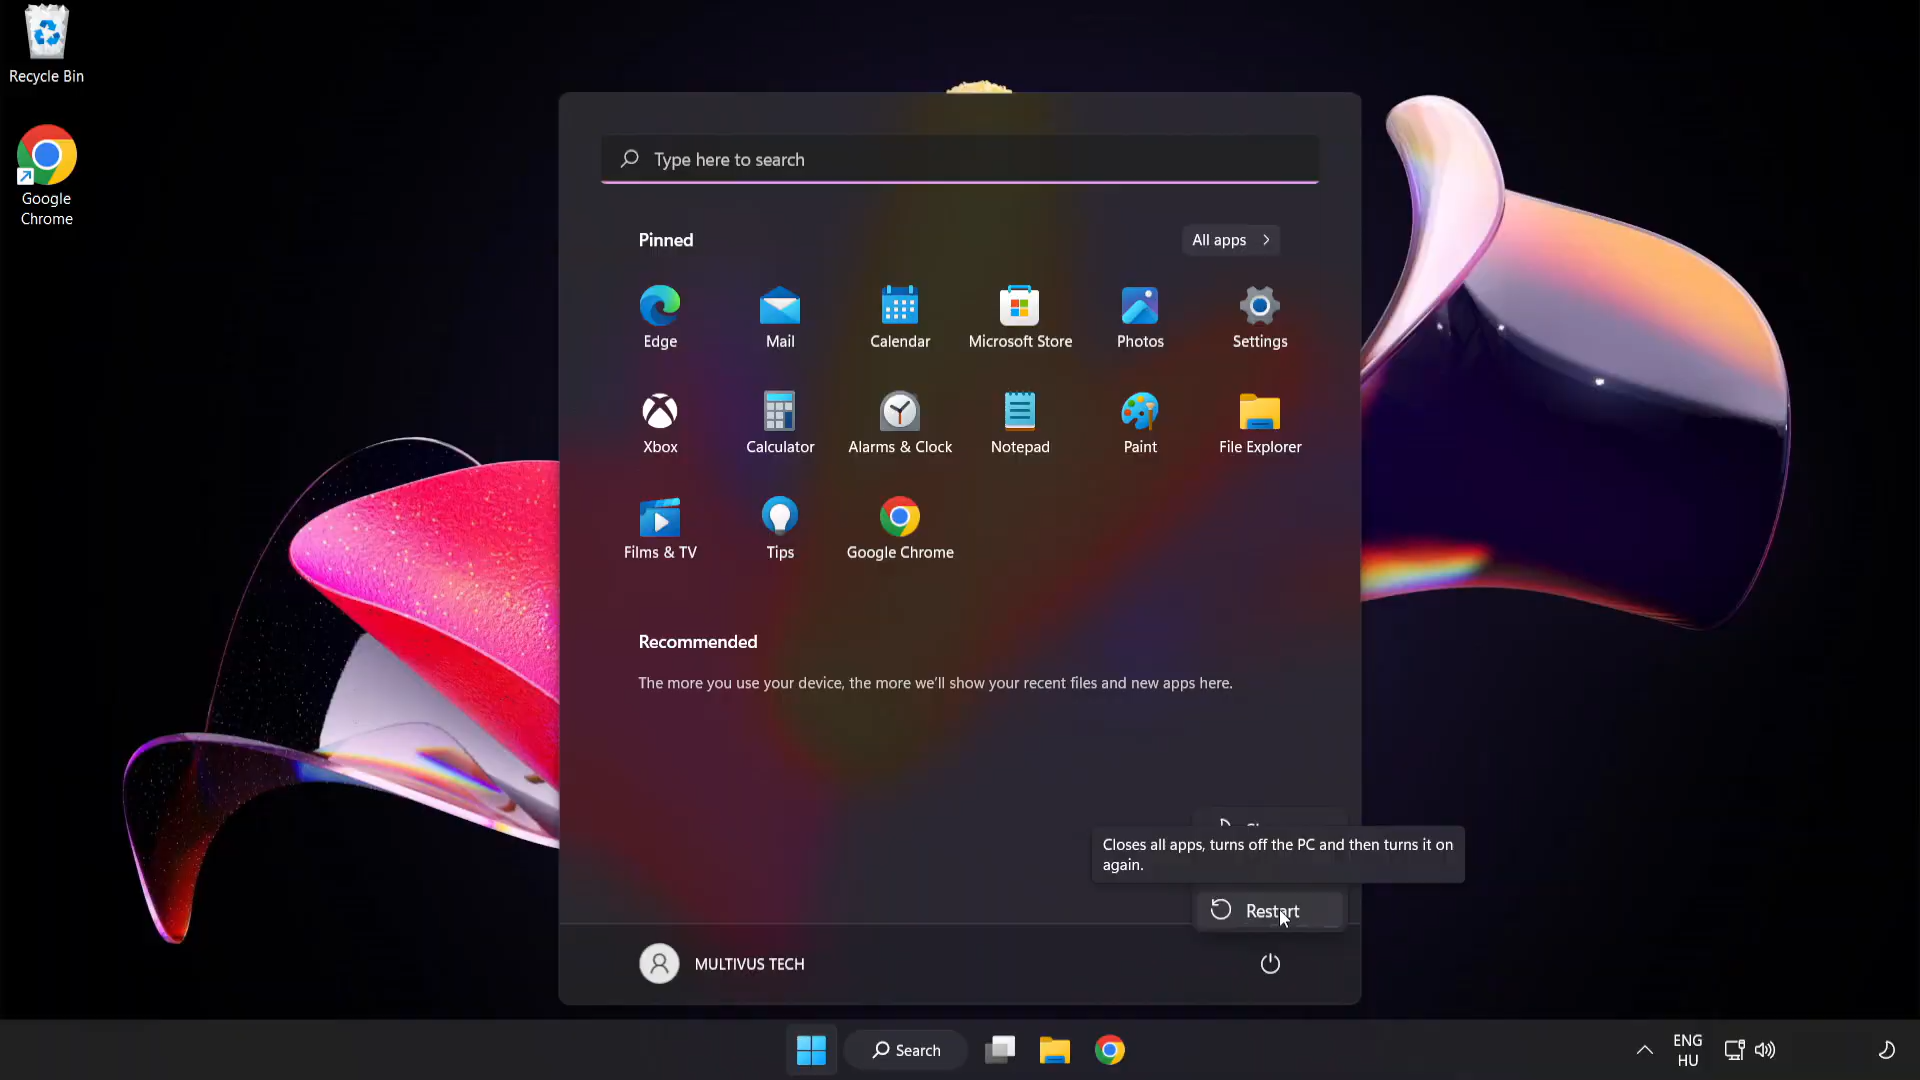 Recycle Bin
Google
Chrome
Type here to search
Pinned
All apps
Edge
Mail
Calendar
Microsoft Store
Photos
Settings
Xbox
Calculator
Alarms & Clock
Notepad
Paint
File Explorer
Films & TV
Tips
Google Chrome
Recommended
The more you use your device, the more we'll show your recent files and new apps here.
Closes all apps, turns off the PC and then turns it on
again.
Restart
MULTIVUS TECH
Search
ENG
HU